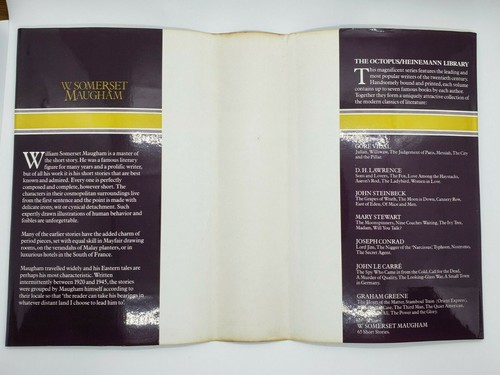 W. SOMERSET
MAUGHAM
William Somerset Maugham is a master of
the short story. He was a famous literary
figure for many years and a prolific writer,
but of all his work it is his short stories that are best
known and admired. Every one is perfectly
composed and complete, however short. The
characters in their cosmopolitan surroundings live
from the first sentence and the point is made with
delicate irony, wit or cynical detachment. Such
expertly drawn illustrations of human behavior and
foibles are unforgettable.
Many of the earlier stories have the added charm of
period pieces, set with equal skill in Mayfair drawing
rooms, on the verandahs of Malay planters, or in
luxurious hotels in the South of France.
Maugham travelled widely and his Eastern tales are
perhaps his most characteristic. Written
intermittently between 1920 and 1945, the stories
were grouped by Maugham himself according to
their locale so that 'the reader can take his bearings in
whatever distant land I choose to lead him to.'
THE OCTOPUS/HEINEMANN LIBRARY
This magnificent series features the leading and
most popular writers of the twentieth century.
Handsomely bound and printed, each volume
contains up to seven famous books by each author.
Together they form a uniquely attractive collection of
the modern classics of literature:
GORE VIDAL
Julian, Williwaw, The Judgement of Paris, Messiah, The City
and the Pillar.
D. H. LAWRENCE
Sons and Lovers, The Fox, Love Among the Haystacks,
Aaron's Rod, The Ladybird, Women in Love.
JOHN STEINBECK
The Grapes of Wrath, The Moon is Down, Cannery Row,
East of Eden, Of Mice and Men.
MARY STEWART
The Moonspinners, Nine Coaches Waiting, The Ivy Tree,
Madam, Will You Talk?
JOSEPH CONRAD
Lord Jim, The Nigger of the 'Narcissus', Typhoon, Nostromo,
The Secret Agent.
JOHN LE CARRÉ
The Spy Who Came in from the Cold, Call for the Dead,
A Murder of Quality, The Looking-Glass War, A Small Town
in Germany.
GRAHAM GREENE
The Heart of the Matter, Stamboul Train (Orient Express),
Case, The Third Man, The Quiet American,
All, The Power and the Glory.
W SOMERSET MAUGHAM
65 Short Stories.